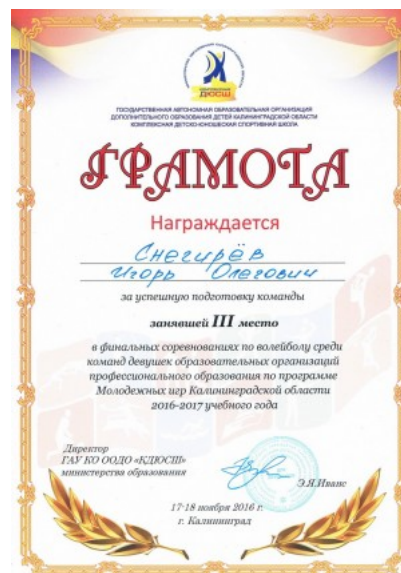 ДЮСШ
ГОСУДАРСТВЕННАЯ АВТОНОМНАЯ ОБРАЗОВАТЕЛЬНАЯ ОРГАНИЗАЦИЯ
ДОПОЛНИТЕЛЬНОГО ОБРАЗОВАНИЯ ДЕТЕЙ КАЛИНИНГРАДСКОЙ ОБЛАСТИ
КОМПЛЕКСНАЯ ДЕТСКО-ЮНОШЕСКАЯ СПОРТИВНАЯ ШКОЛА
ГРАМОТА
Награждается
Снегирёв
Игорь Олегович
за успешную подготовку команды
занявшей III место
в финальных соревнованиях по волейболу среди
команд девушек образовательных организаций
профессионального образования по программе
Молодежных игр Калининградской области
2016-2017 учебного года
Директор
ГАУ КО ООДО «КДЮСШ»
министерства образования
Э.Я.Иванс
17-18 ноября 2016 г.
г. Калининград